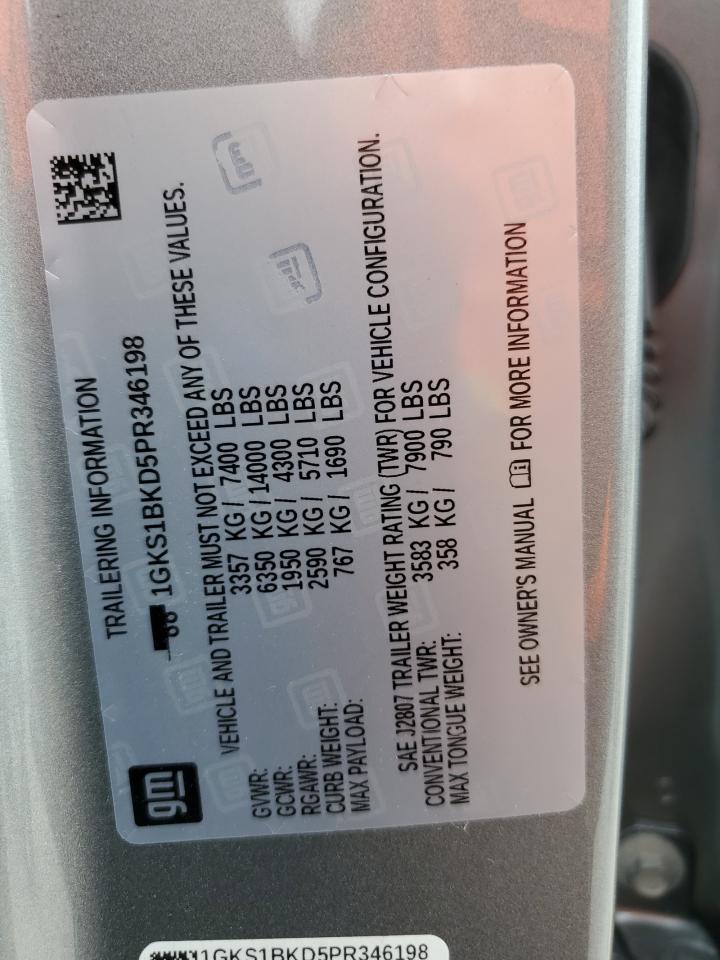 TRAILERING INFORMATION
1GKS1BKD5PR346198
gm
VEHICLE AND TRAILER MUST NOT EXCEED ANY OF THESE VALUES.
GVWR: 3357 KG / 7400 LBS
GCWR: 6350 KG / 14000 LBS
RGAWR: 1950 KG / 4300 LBS
CURB WEIGHT: 2590 KG / 5710 LBS
MAX PAYLOAD: 767 KG / 1690 LBS
SAE J2807 TRAILER WEIGHT RATING (TWR) FOR VEHICLE CONFIGURATION.
CONVENTIONAL TWR: 3583 KG / 7900 LBS
MAX TONGUE WEIGHT: 358 KG / 790 LBS
SEE OWNER'S MANUAL FOR MORE INFORMATION
1GKS1BKD5PR346198